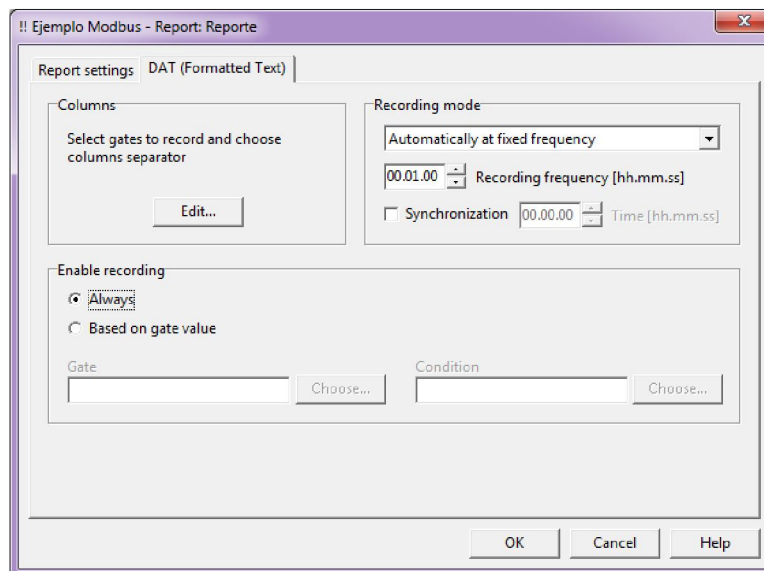 !! Ejemplo Modbus - Report: Reporte
Report settings
DAT (Formatted Text)
Columns
Select gates to record and choose
columns separator
Edit...
Recording mode
Automatically at fixed frequency
00.01.00 Recording frequency [hh.mm.ss]
Synchronization 00.00.00 Time [hh.mm.ss]
Enable recording
Always
Based on gate value
Gate
Choose...
Condition
Choose...
OK Cancel Help